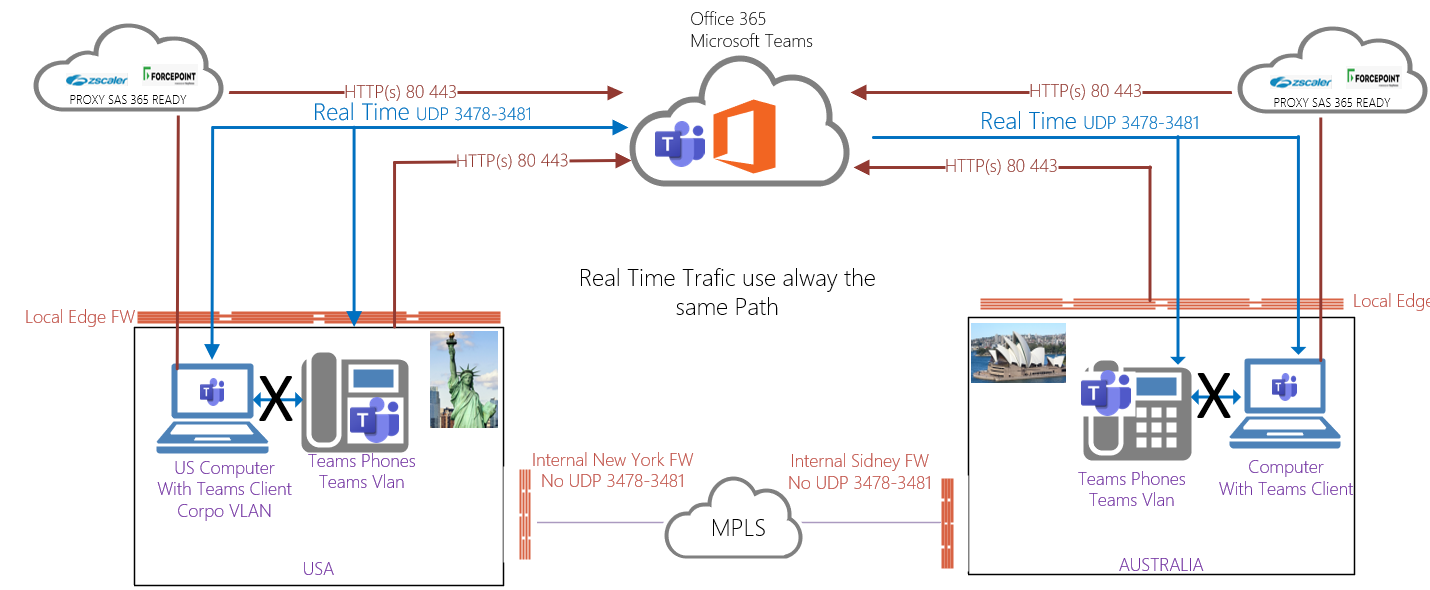 Office 365
Microsoft Teams
zscaler
FORCEPOINT
PROXY SAS 365 READY
HTTP(s) 80 443
Real Time UDP 3478-3481
HTTP(s) 80 443
HTTP(s) 80 443
Real Time UDP 3478-3481
HTTP(s) 80 443
zscaler
FORCEPOINT
PROXY SAS 365 READY
T
Real Time Trafic use alway the
same Path
Local Edge FW
Local Edge
T
T
US Computer
With Teams Client
Corpo VLAN
Teams Phones
Teams Vlan
USA
Internal New York FW
No UDP 3478-3481
MPLS
Internal Sidney FW
No UDP 3478-3481
T
T
Teams Phones
Teams Vlan
Computer
With Teams Client
AUSTRALIA